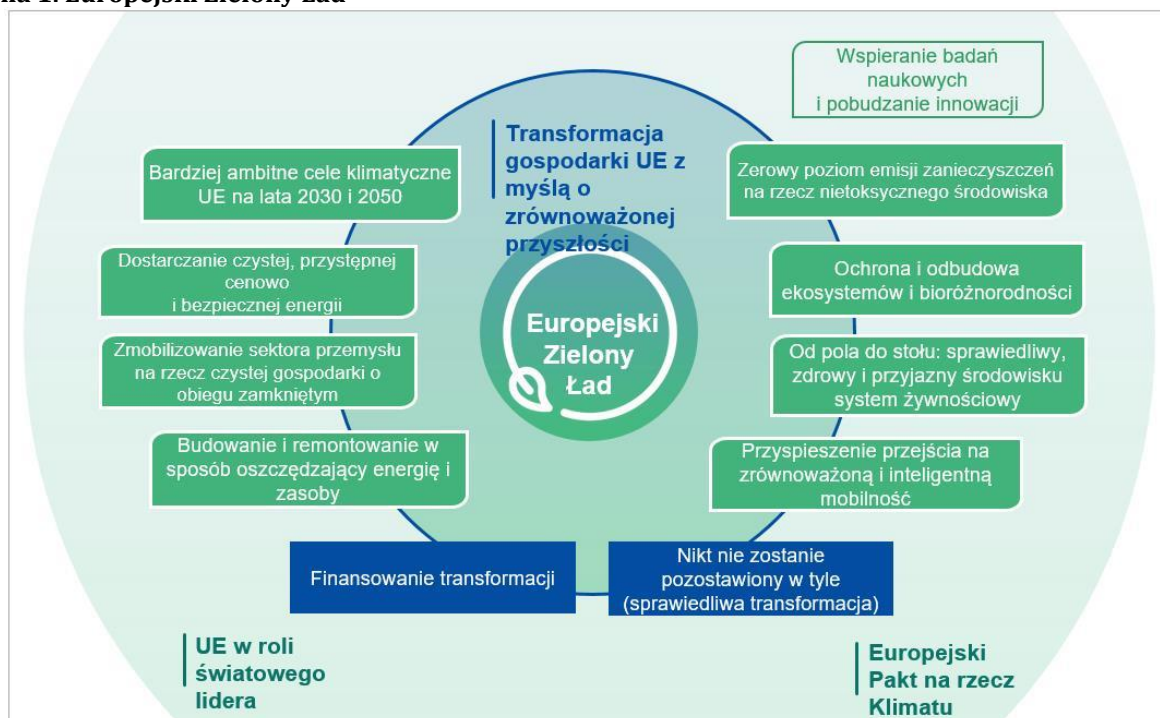 Europejski zielony ład
Wspieranie badań
naukowych
i pobudzanie innowacji
Transformacja
gospodarki UE z
myślą o
zrównoważonej
przyszłości
Bardziej ambitne cele klimatyczne
UE na lata 2030 i 2050
Zerowy poziom emisji zanieczyszczeń
na rzecz nietoksycznego środowiska
Dostarczanie czystej, przystępnej
cenowo
i bezpiecznej energii
Ochrona i odbudowa
ekosystemów i bioróżnorodności
Europejski
Zielony
Ład
Zmobilizowanie sektora przemysłu
na rzecz czystej gospodarki o
obiegu zamkniętym
Od pola do stołu: sprawiedliwy,
zdrowy i przyjazny środowisku
system żywnościowy
Budowanie i remontowanie w
sposób oszczędzający energię i
zasoby
Przyspieszenie przejścia na
zrównoważoną i inteligentną
mobilność
Finansowanie transformacji
Nikt nie zostanie
pozostawiony w tyle
(sprawiedliwa transformacja)
UE w roli
światowego
lidera
Europejski
Pakt na rzecz
Klimatu